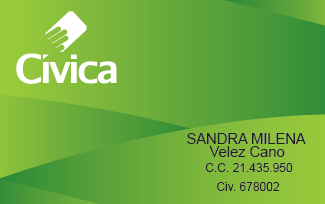 Cívica
SANDRA MILENA
Velez Cano
C.C. 21.435.950
Civ. 678002